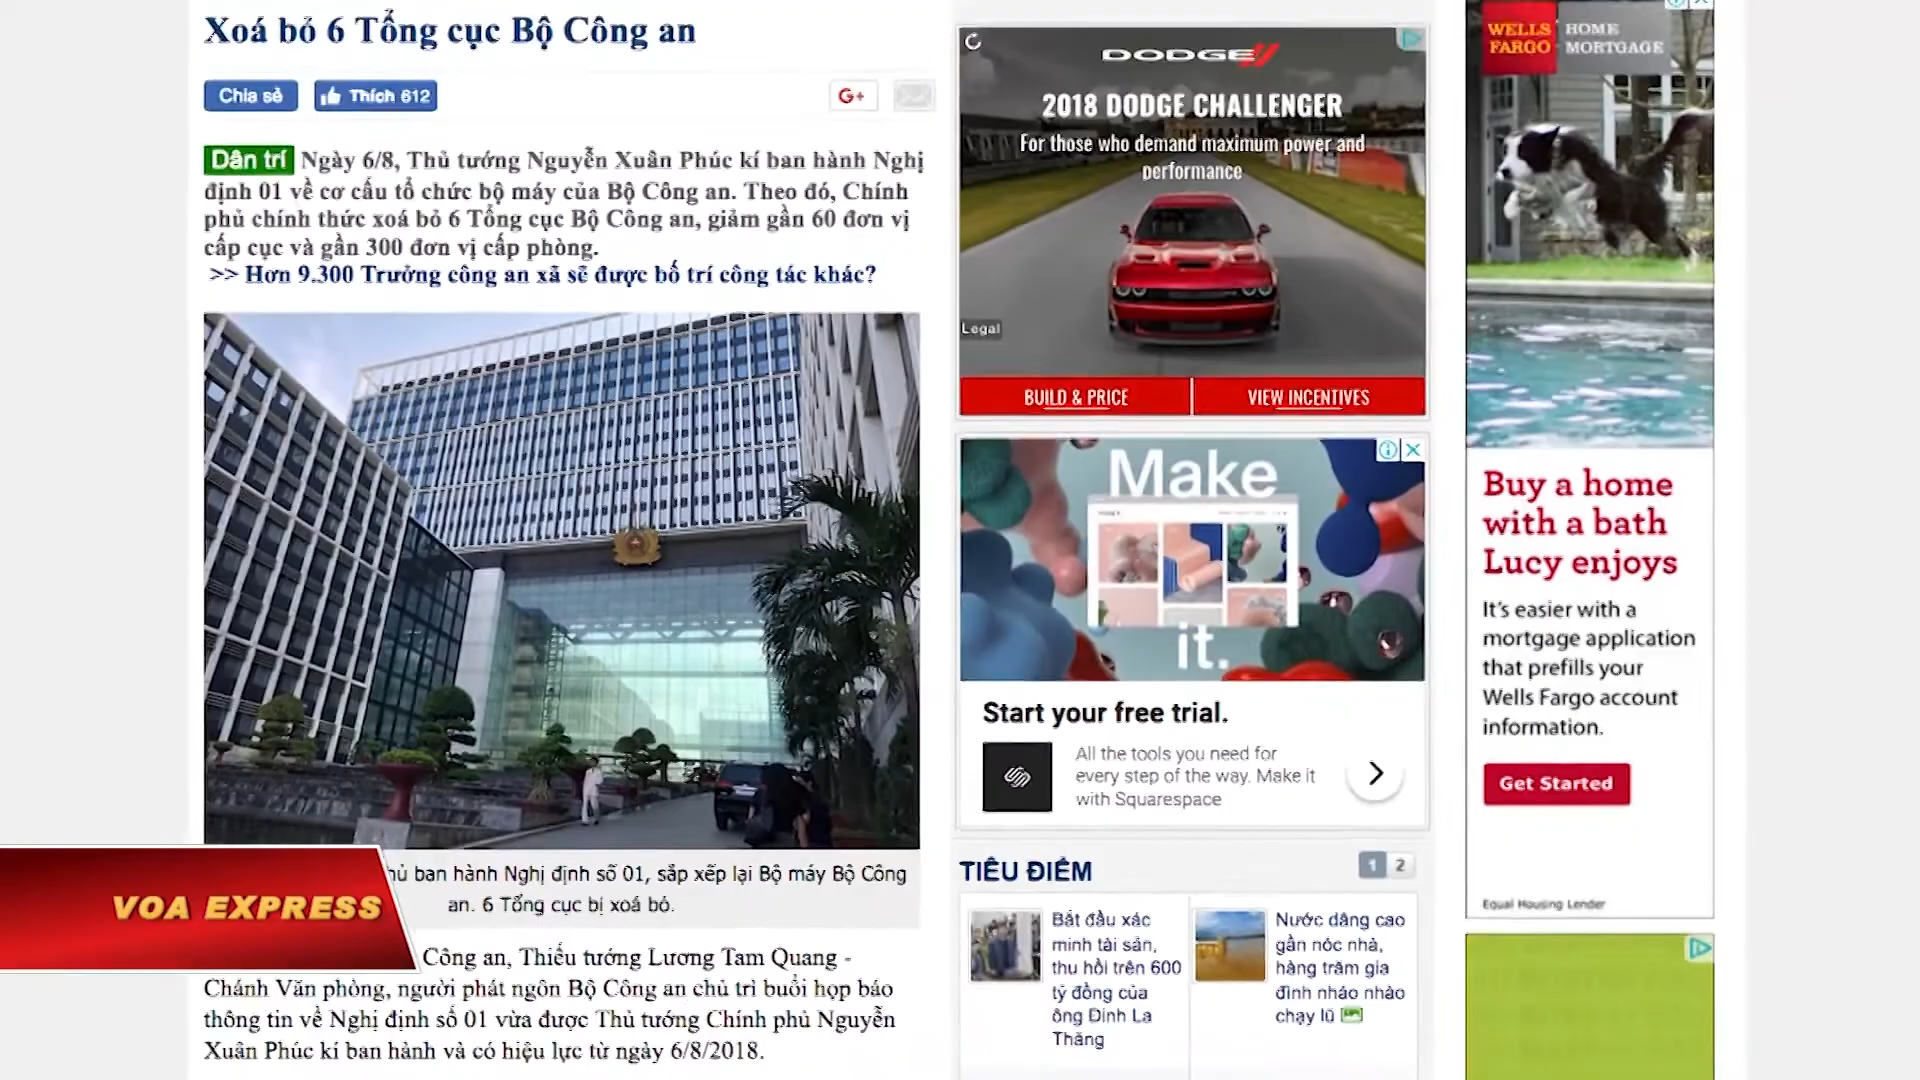 Xoá bỏ 6 Tổng cục Bộ Công an
Chia sẻ
Thích 612
G+
Dân trí Ngày 6/8, Thủ tướng Nguyễn Xuân Phúc kí ban hành Nghị
định 01 về cơ cấu tổ chức bộ máy của Bộ Công an. Theo đó, Chính
phủ chính thức xoá bỏ 6 Tổng cục Bộ Công an, giảm gần 60 đơn vị
cấp cục và gần 300 đơn vị cấp phòng.
>> Hơn 9.300 Trưởng công an xã sẽ được bố trí công tác khác?
ban hành Nghị định số 01, sắp xếp lại Bộ máy Bộ Công
an. 6 Tổng cục bị xoá bỏ.
VOA EXPRESS
Công an, Thiếu tướng Lương Tam Quang -
Chánh Văn phòng, người phát ngôn Bộ Công an chủ trì buổi họp báo
thông tin về Nghị định số 01 vừa được Thủ tướng Chính phủ Nguyễn
Xuân Phúc kí ban hành và có hiệu lực từ ngày 6/8/2018.
DODGE
2018 DODGE CHALLENGER
For those who demand maximum power and
performance
Legal
BUILD & PRICE
VIEW INCENTIVES
Make
it.
Start your free trial.
All the tools you need for
every step of the way. Make it
with Squarespace
TIÊU ĐIỂM
1 2
Bắt đầu xác
minh tài sản,
thu hồi trên 600
tỷ đồng của
ông Đinh La
Thăng
Nước dâng cao
gần nóc nhà,
hàng trăm gia
đình nháo nhào
chạy lũ
WELLS
FARGO
HOME
MORTGAGE
Buy a home
with a bath
Lucy enjoys
It's easier with a
mortgage application
that prefills your
Wells Fargo account
information.
Get Started
Equal Housing Lender